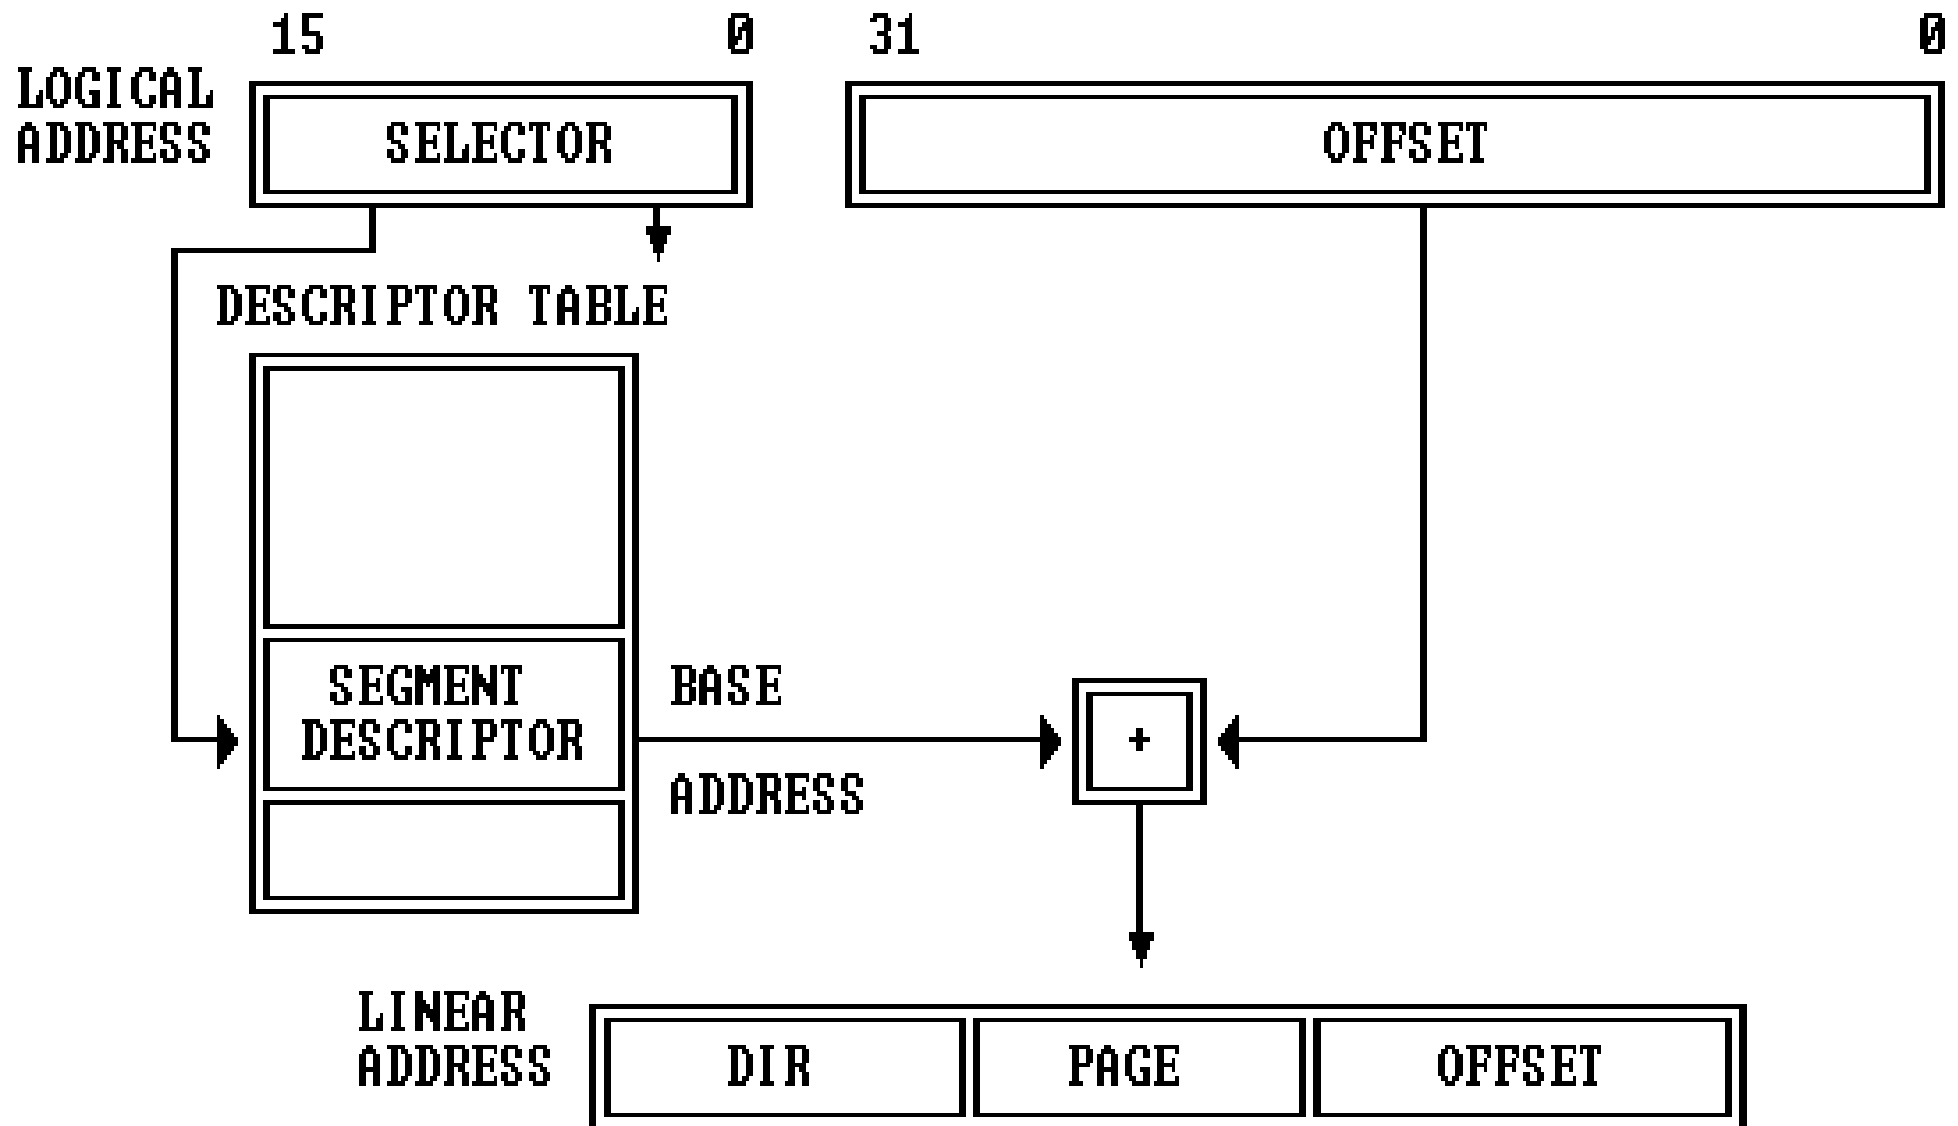 15 0 31 0
LOGICAL
ADDRESS
SELECTOR OFFSET
DESCRIPTOR TABLE
SEGMENT
DESCRIPTOR
BASE
ADDRESS
+
LINEAR
ADDRESS
DIR PAGE OFFSET